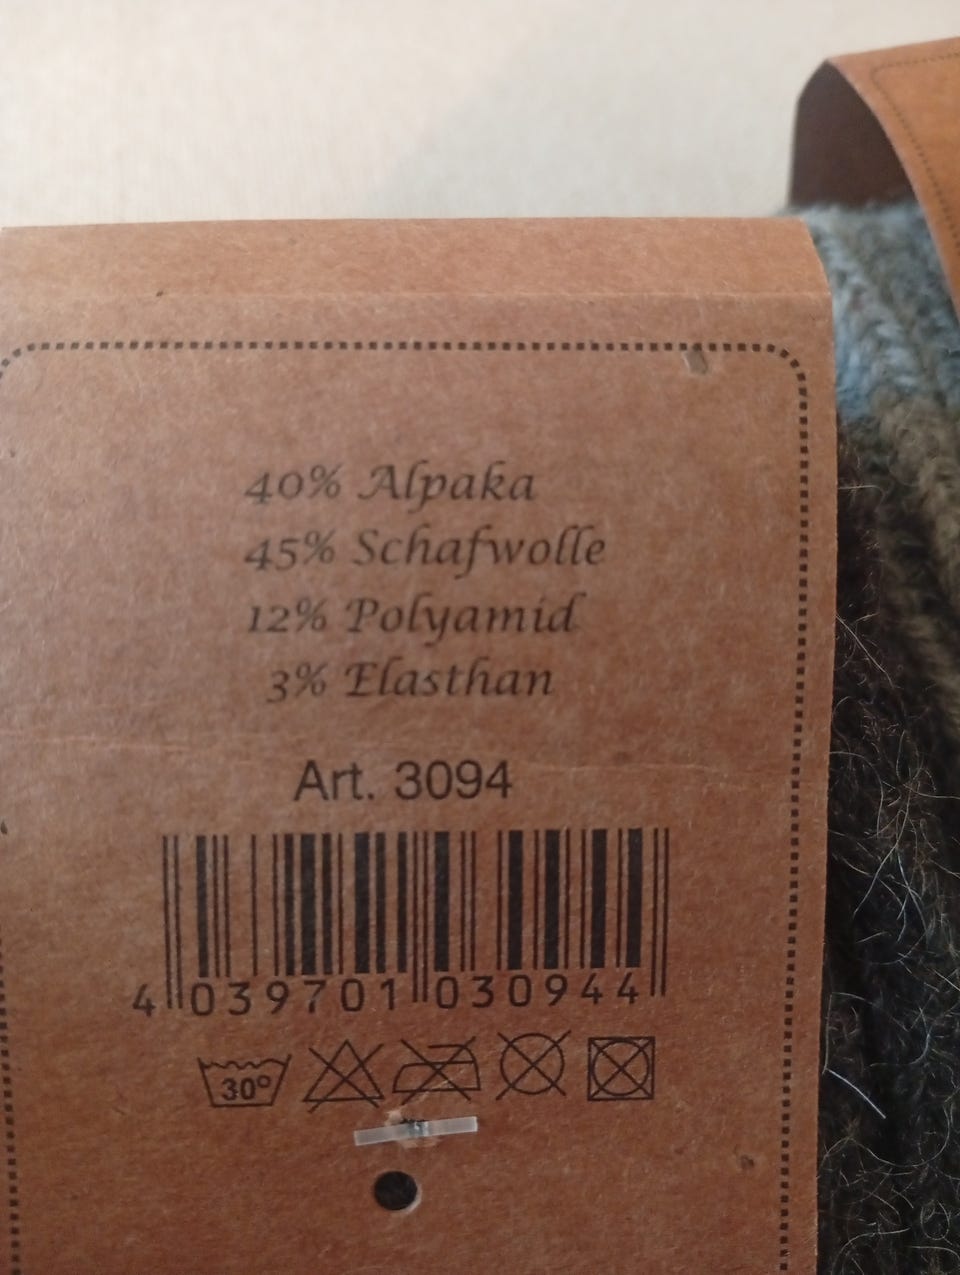 40% Alpaka
45% Schafwolle
12% Polyamid
3% Elasthan
Art. 3094
4 039701 030944
30°